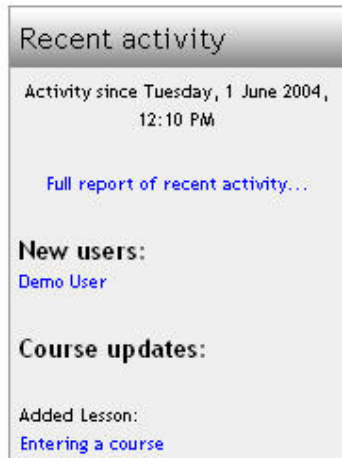 Recent activity
Activity since Tuesday, 1 June 2004,
12:10 PM
Full report of recent activity...
New users:
Demo User
Course updates:
Added Lesson:
Entering a course